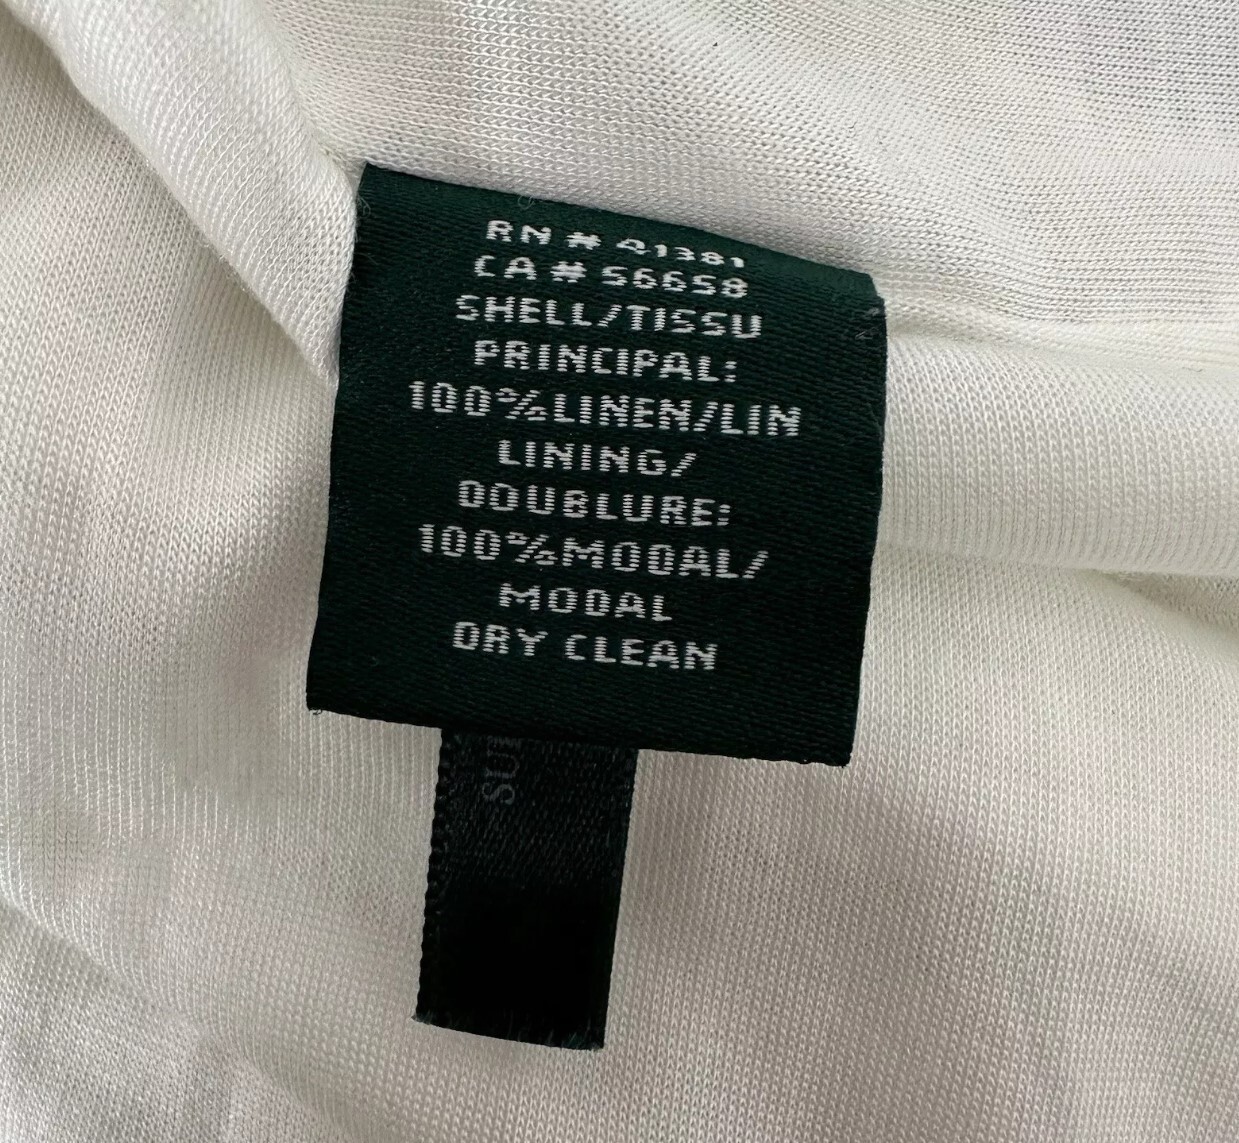 RN # 41381
CA # 56658
SHELL/TISSU
PRINCIPAL:
100%LINEN/LIN
LINING/
DOUBLURE:
100%MODAL/
MODAL
DRY CLEAN